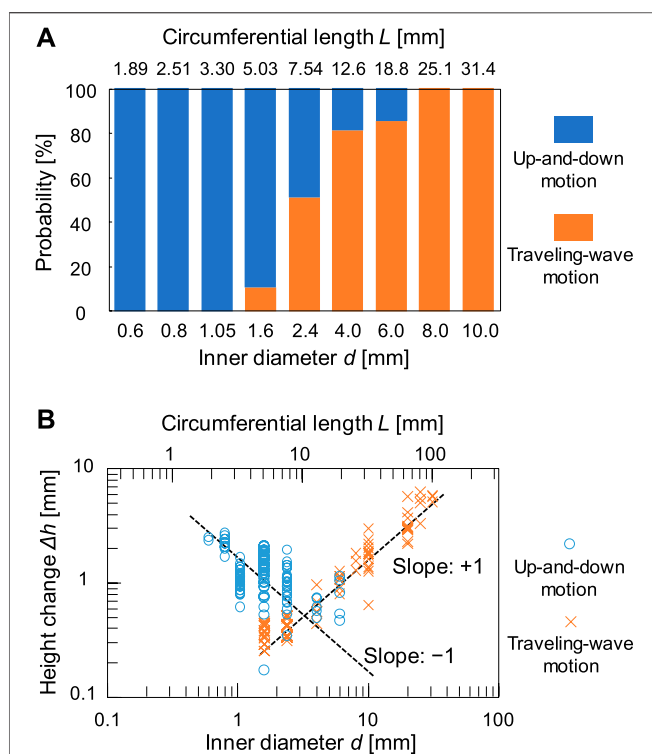 A
Circumferential length L [mm]
1.89 2.51 3.30 5.03 7.54 12.6 18.8 25.1 31.4
100
80
60
40
20
0
Probability [%]
0.6 0.8 1.05 1.6 2.4 4.0 6.0 8.0 10.0
Inner diameter d [mm]
Up-and-down
motion
Traveling-wave
motion
B
Circumferential length L [mm]
1 10 100
10
1
0.1
Height change Δh [mm]
Slope: +1
Slope: −1
0.1 1 10 100
Inner diameter d [mm]
Up-and-down
motion
Traveling-wave
motion